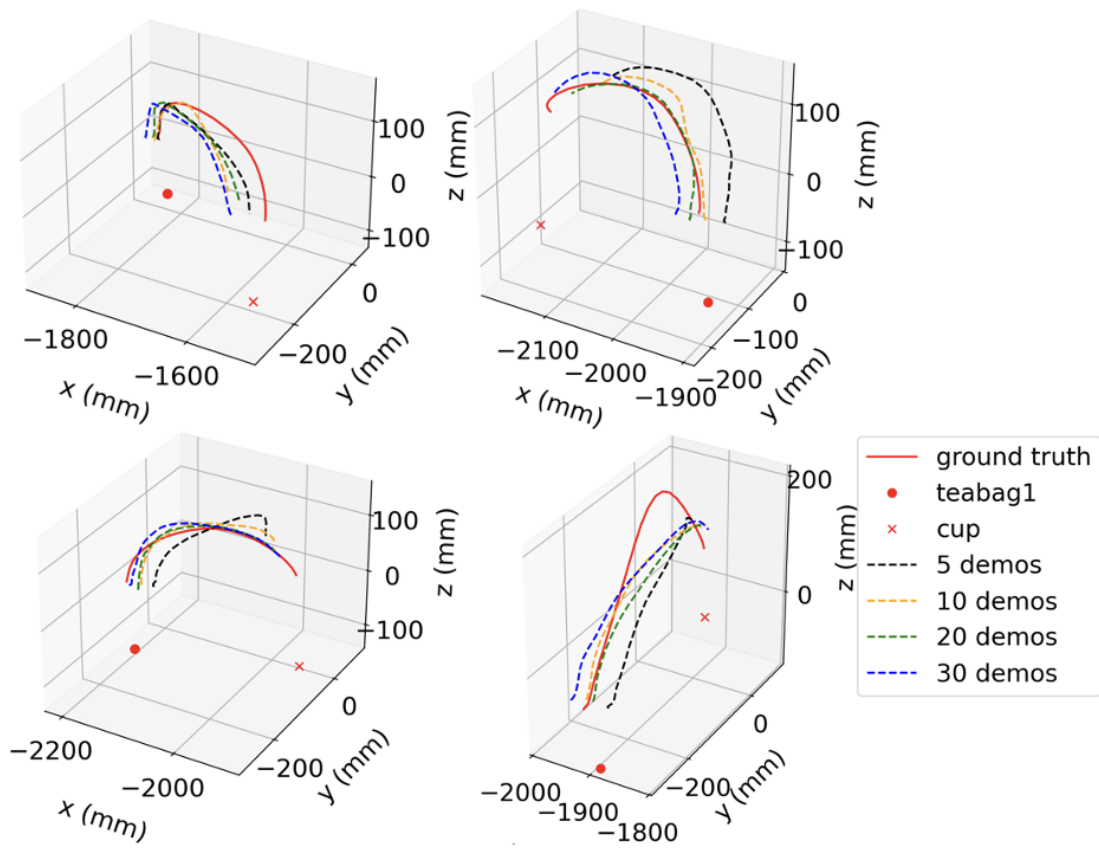 100
0
−100
z (mm)
−1800
−1600
x (mm)
−200
0
y (mm)
100
0
−100
z (mm)
−2100
−2000
−1900
x (mm)
−200
−100
0
y (mm)
100
0
−100
z (mm)
−2200
−2000
x (mm)
−200
0
y (mm)
200
0
z (mm)
−2000
−1900
−1800
−200
0
y (mm)
ground truth
teabag1
cup
5 demos
10 demos
20 demos
30 demos